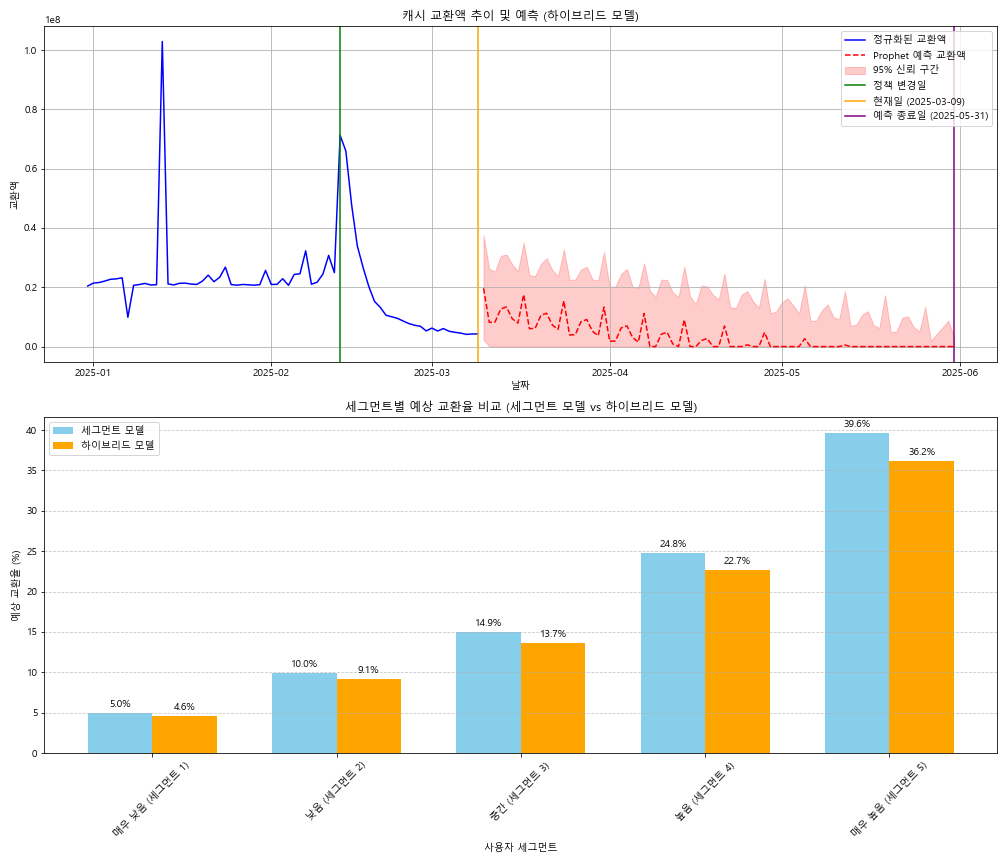 캐시 교환액 추이 및 예측 (하이브리드 모델)
1e8
1.0
0.8
0.6
0.4
0.2
0.0
교환액
정규화된 교환액
Prophet 예측 교환액
95% 신뢰 구간
정책 변경일
현재일 (2025-03-09)
예측 종료일 (2025-05-31)
2025-01
2025-02
2025-03
2025-04
2025-05
2025-06
날짜
세그먼트별 예상 교환율 비교 (세그먼트 모델 vs 하이브리드 모델)
세그먼트 모델
하이브리드 모델
40
35
30
25
20
15
10
5
0
예상 교환율 (%)
5.0%
4.6%
10.0%
9.1%
14.9%
13.7%
24.8%
22.7%
39.6%
36.2%
매우 낮음 (세그먼트 1)
낮음 (세그먼트 2)
중간 (세그먼트 3)
높음 (세그먼트 4)
매우 높음 (세그먼트 5)
사용자 세그먼트